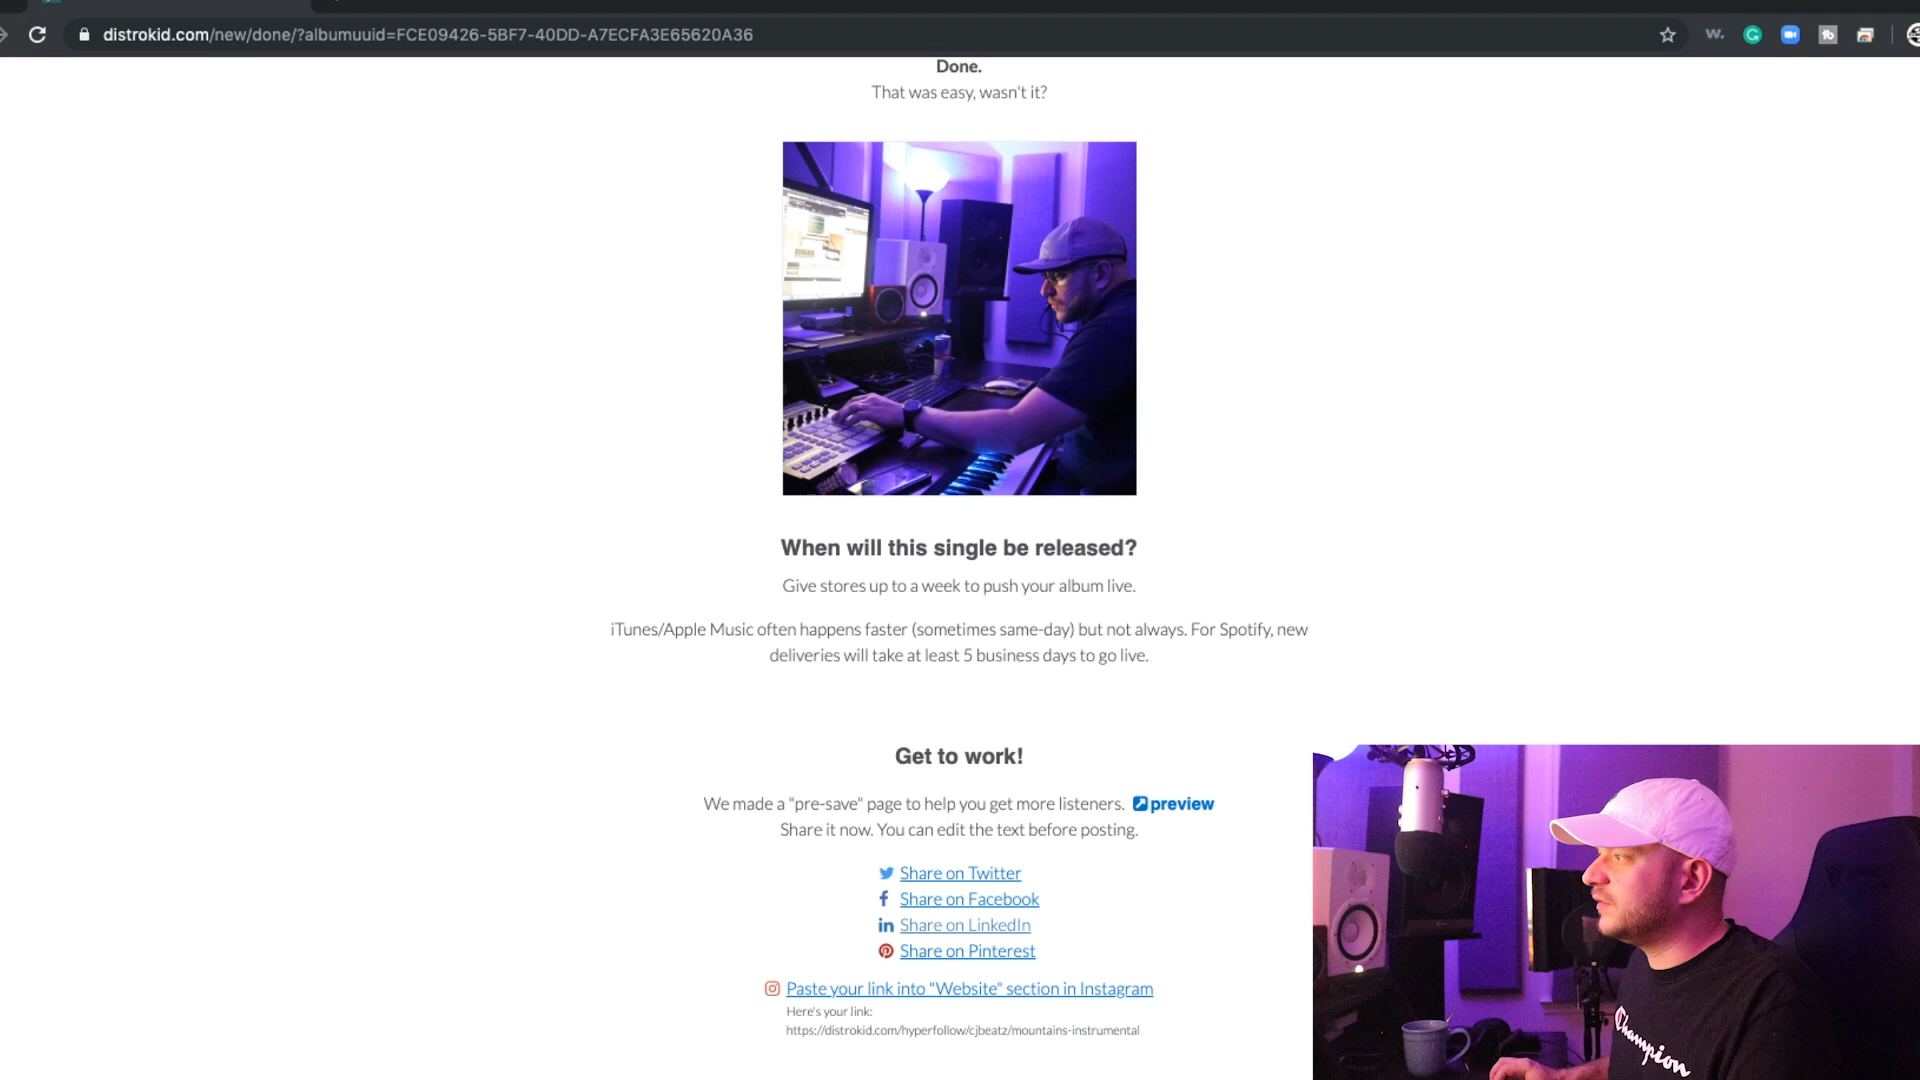 distrokid.com/new/done/?albumuuid=FCE09426-5BF7-40DD-A7ECFA3E65620A36
Done.
That was easy, wasn't it?
When will this single be released?
Give stores up to a week to push your album live.
iTunes/Apple Music often happens faster (sometimes same-day) but not always. For Spotify, new
deliveries will take at least 5 business days to go live.
Get to work!
We made a "pre-save" page to help you get more listeners. preview
Share it now. You can edit the text before posting.
Share on Twitter
Share on Facebook
Share on LinkedIn
Share on Pinterest
Paste your link into "Website" section in Instagram
Here's your link:
https://distrokid.com/hyperfollow/cjbeatz/mountains-instrumental
Champion